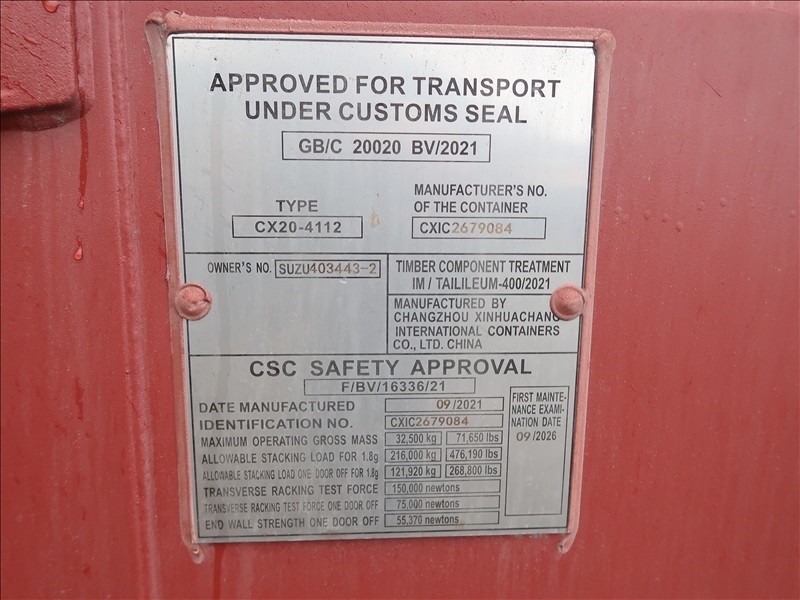 APPROVED FOR TRANSPORT
UNDER CUSTOMS SEAL
GB/C 20020 BV/2021
TYPE
CX20-4112
MANUFACTURER'S NO.
OF THE CONTAINER
CXIC2679084
OWNER'S NO. SUZU403443-2
TIMBER COMPONENT TREATMENT
IM / TAILILEUM-400/2021
MANUFACTURED BY
CHANGZHOU XINHUACHANG
INTERNATIONAL CONTAINERS
CO., LTD. CHINA
CSC SAFETY APPROVAL
F/BV/16336/21
DATE MANUFACTURED 09/2021
IDENTIFICATION NO. CXIC2679084
MAXIMUM OPERATING GROSS MASS 32,500 kg 71,650 lbs
ALLOWABLE STACKING LOAD FOR 1.8g 216,000 kg 476,190 lbs
ALLOWABLE STACKING LOAD ONE DOOR OFF FOR 1.8g 121,920 kg 268,800 lbs
TRANSVERSE RACKING TEST FORCE 150,000 newtons
TRANSVERSE RACKING TEST FORCE ONE DOOR OFF 75,000 newtons
END WALL STRENGTH ONE DOOR OFF 55,370 newtons
FIRST MAINTE-
NANCE EXAMI-
NATION DATE
09/2026